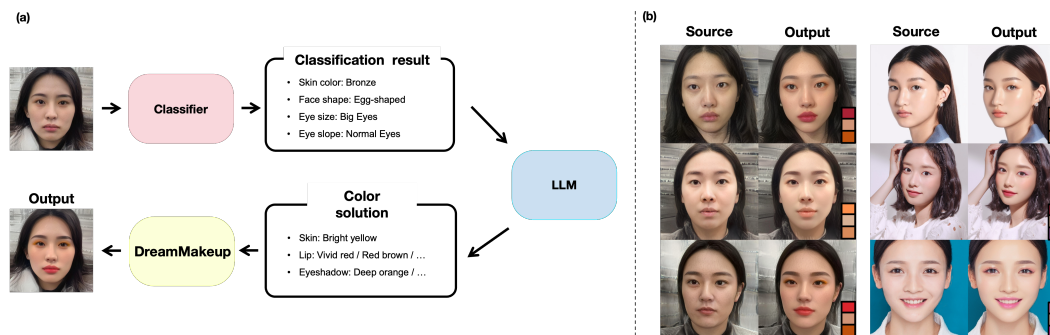 (a)
Classifier
Classification result
• Skin color: Bronze
• Face shape: Egg-shaped
• Eye size: Big Eyes
• Eye slope: Normal Eyes
LLM
Color
solution
• Skin: Bright yellow
• Lip: Vivid red / Red brown / …
• Eyeshadow: Deep orange / …
DreamMakeup
Output
(b)
Source Output Source Output